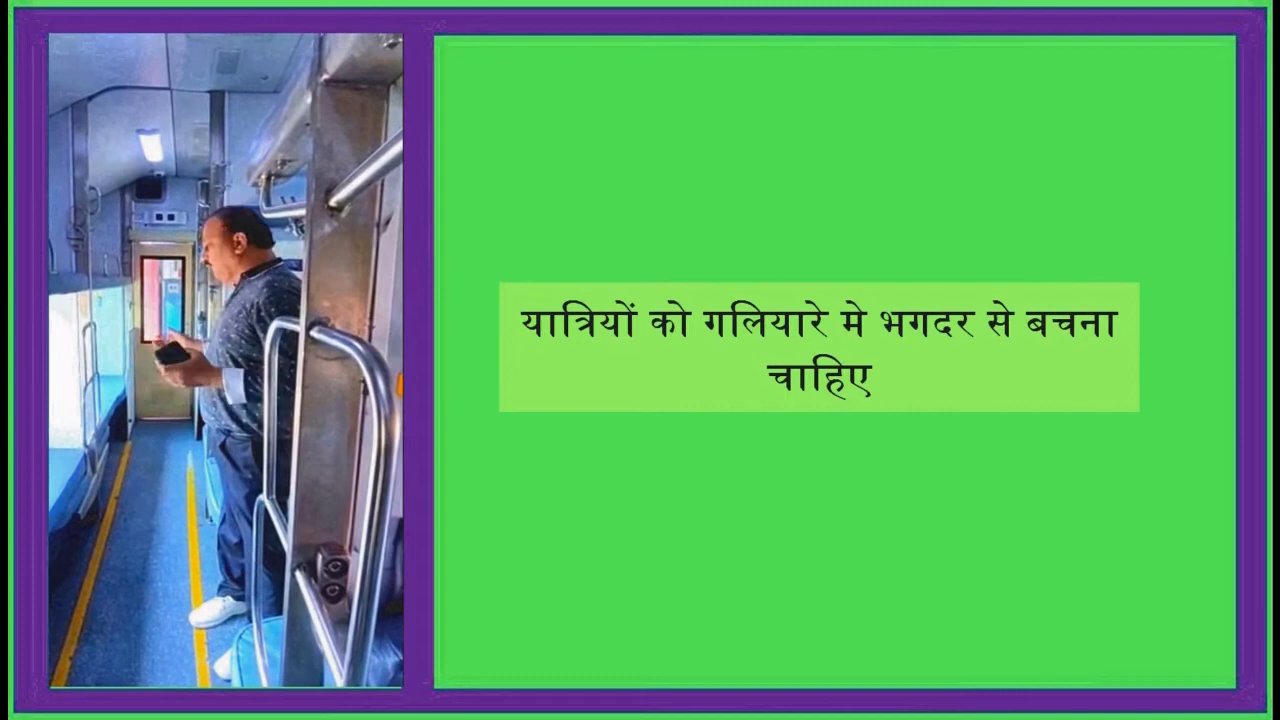 यात्रियों को गलियारे मे भगदर से बचना
चाहिए